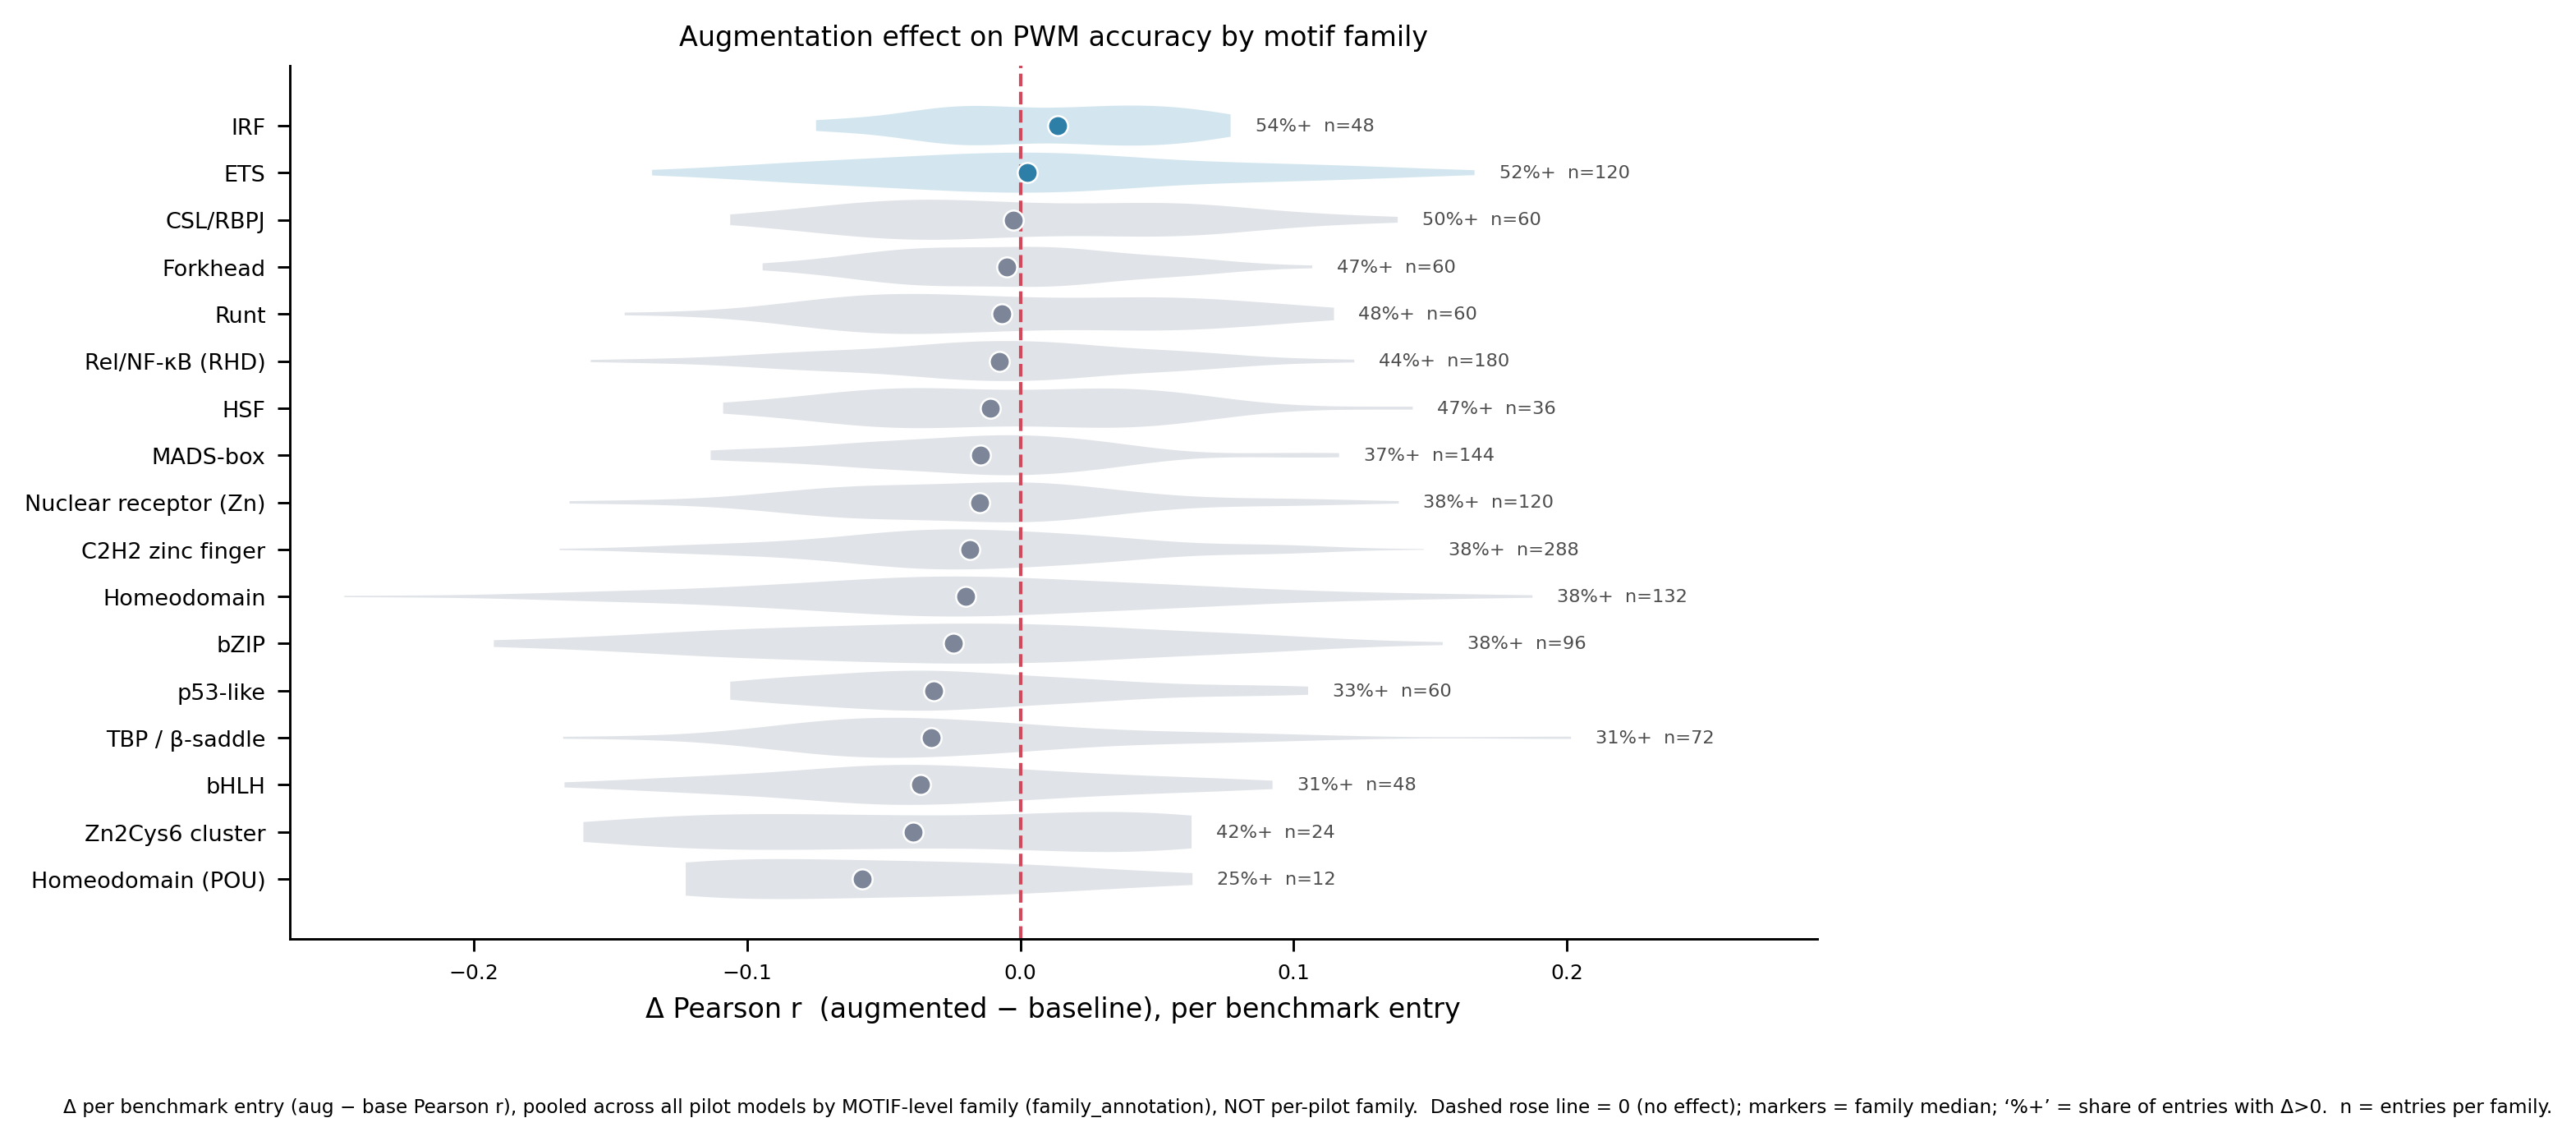 Augmentation effect on PWM accuracy by motif family
IRF
54%+ n=48
ETS
52%+ n=120
CSL/RBPJ
50%+ n=60
Forkhead
47%+ n=60
Runt
48%+ n=60
Rel/NF-κB (RHD)
44%+ n=180
HSF
47%+ n=36
MADS-box
37%+ n=144
Nuclear receptor (Zn)
38%+ n=120
C2H2 zinc finger
38%+ n=288
Homeodomain
38%+ n=132
bZIP
38%+ n=96
p53-like
33%+ n=60
TBP / β-saddle
31%+ n=72
bHLH
31%+ n=48
Zn2Cys6 cluster
42%+ n=24
Homeodomain (POU)
25%+ n=12
−0.2 −0.1 0.0 0.1 0.2
Δ Pearson r (augmented − baseline), per benchmark entry
Δ per benchmark entry (aug − base Pearson r), pooled across all pilot models by MOTIF-level family (family_annotation), NOT per-pilot family. Dashed rose line = 0 (no effect); markers = family median; ‘%+’ = share of entries with Δ>0. n = entries per family.